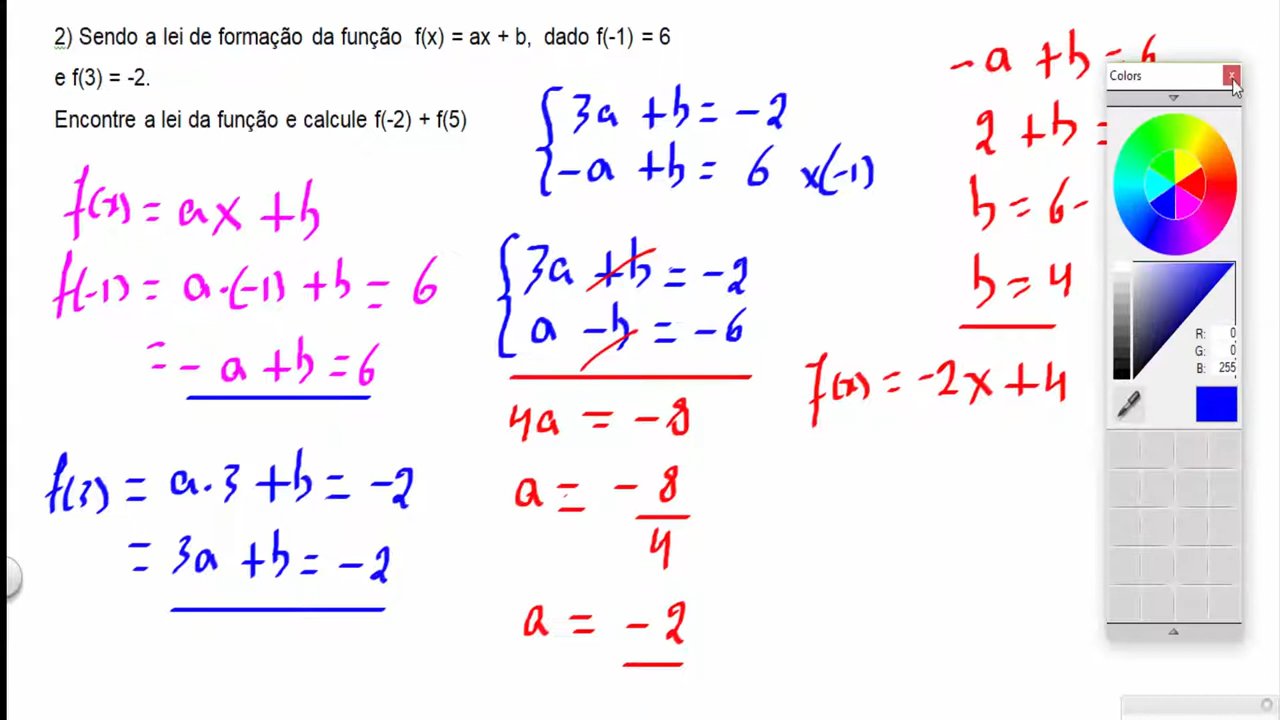 2) Sendo a lei de formação da função f(x) = ax + b, dado f(-1) = 6
e f(3) = -2.
Encontre a lei da função e calcule f(-2) + f(5)
f(x) = ax + b
f(-1) = a·(-1) + b = 6
= - a + b = 6
f(3) = a·3 + b = -2
= 3a + b = -2
3a + b = -2
-a + b = 6 x(-1)
3a + b = -2
a - b = -6
4a = -8
a = - 8
4
a = - 2
-a + b = 6
2 + b =
b = 6 -
b = 4
f(x) = -2x + 4
Colors
x
R: 0
G: 0
B: 255